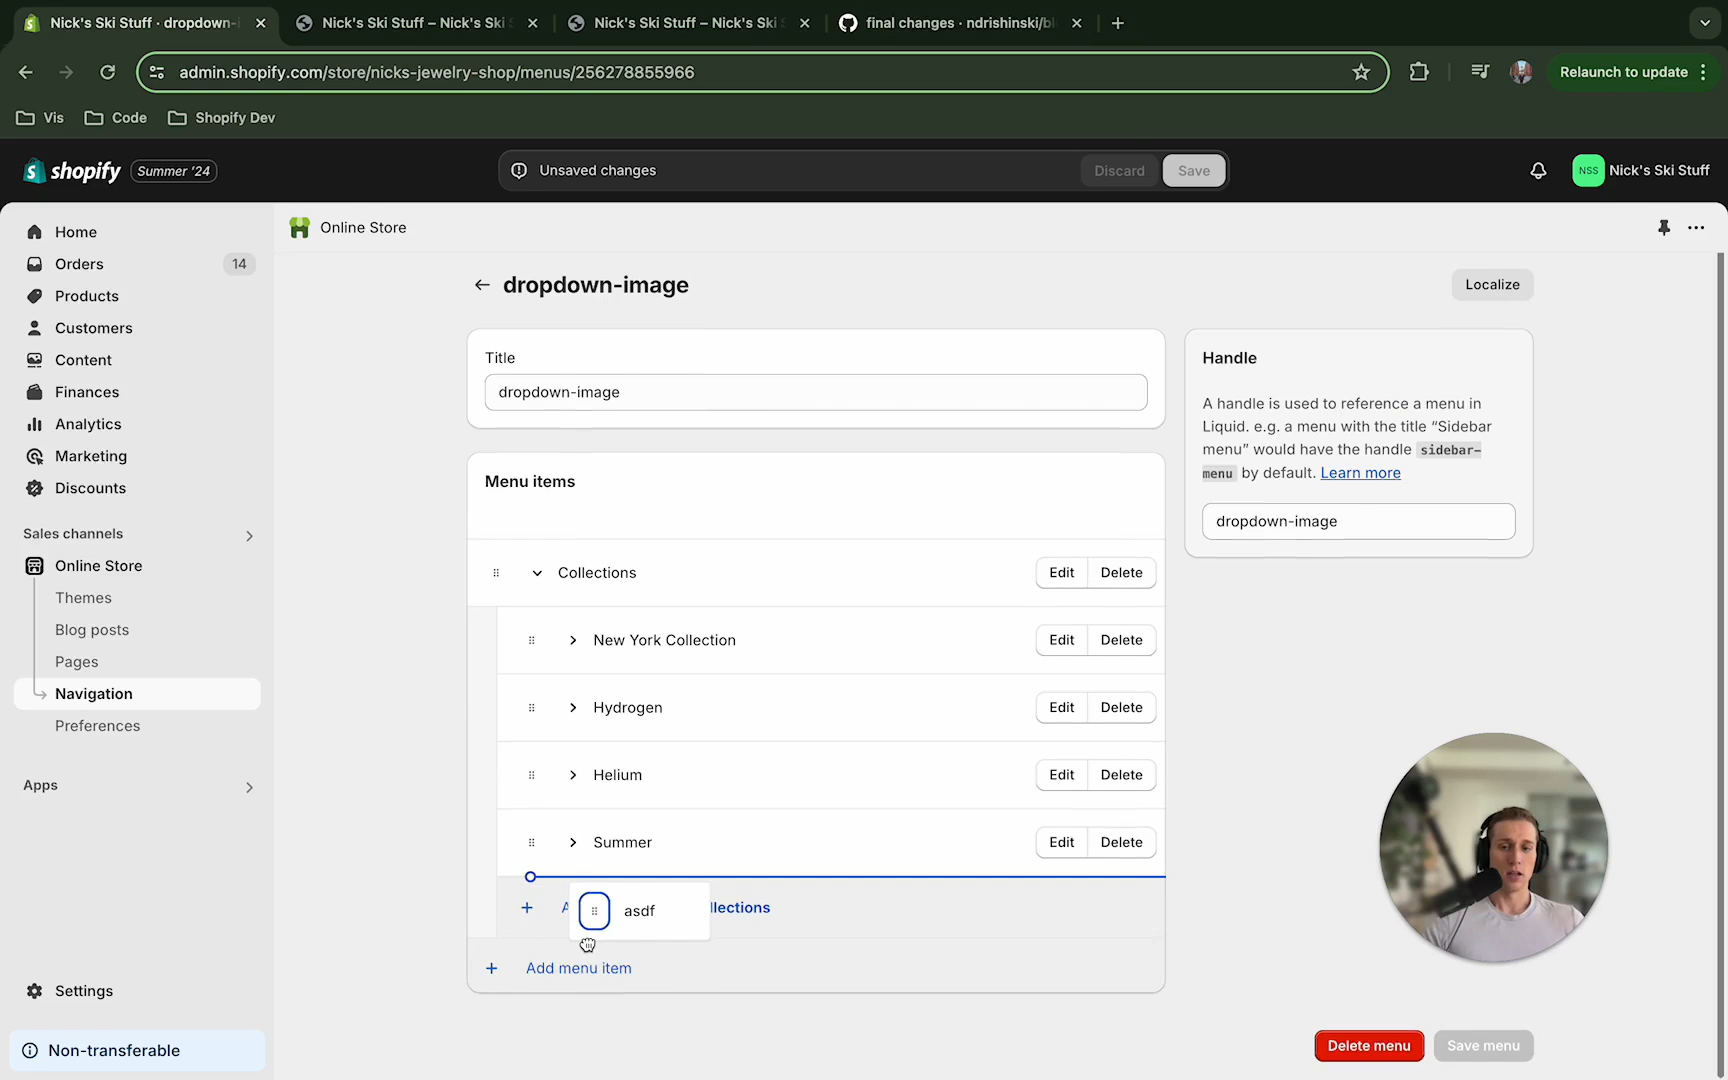 Nick's Ski Stuff · dropdown-i
Nick's Ski Stuff – Nick's Ski S
Nick's Ski Stuff – Nick's Ski S
final changes · ndrishinski/bl
admin.shopify.com/store/nicks-jewelry-shop/menus/256278855966
Relaunch to update
Vis
Code
Shopify Dev
shopify
Summer '24
Unsaved changes
Discard
Save
NSS
Nick's Ski Stuff
Home
Orders
14
Products
Customers
Content
Finances
Analytics
Marketing
Discounts
Sales channels
Online Store
Themes
Blog posts
Pages
Navigation
Preferences
Apps
Settings
Non-transferable
Online Store
dropdown-image
Localize
Title
dropdown-image
Menu items
Collections
Edit
Delete
New York Collection
Edit
Delete
Hydrogen
Edit
Delete
Helium
Edit
Delete
Summer
Edit
Delete
asdf
llections
Add menu item
Handle
A handle is used to reference a menu in
Liquid. e.g. a menu with the title “Sidebar
menu” would have the handle sidebar-
menu by default. Learn more
dropdown-image
Delete menu
Save menu